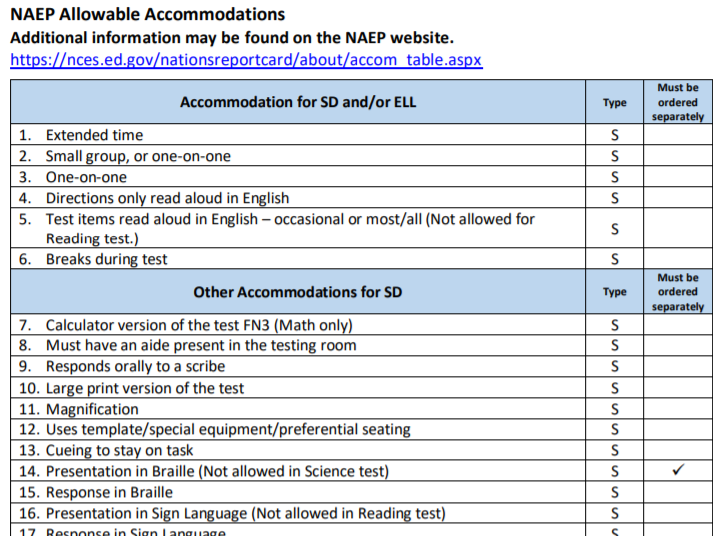 NAEP Allowable Accommodations
Additional information may be found on the NAEP website.
https://nces.ed.gov/nationsreportcard/about/accom_table.aspx
Accommodation for SD and/or ELL Type Must be
ordered
separately
1. Extended time S
2. Small group, or one-on-one S
3. One-on-one S
4. Directions only read aloud in English S
5. Test items read aloud in English – occasional or most/all (Not allowed for
Reading test.) S
6. Breaks during test S
Other Accommodations for SD Type Must be
ordered
separately
7. Calculator version of the test FN3 (Math only) S
8. Must have an aide present in the testing room S
9. Responds orally to a scribe S
10. Large print version of the test S
11. Magnification S
12. Uses template/special equipment/preferential seating S
13. Cueing to stay on task S
14. Presentation in Braille (Not allowed in Science test) S ✓
15. Response in Braille S
16. Presentation in Sign Language (Not allowed in Reading test) S
17. Response in Sign Language S